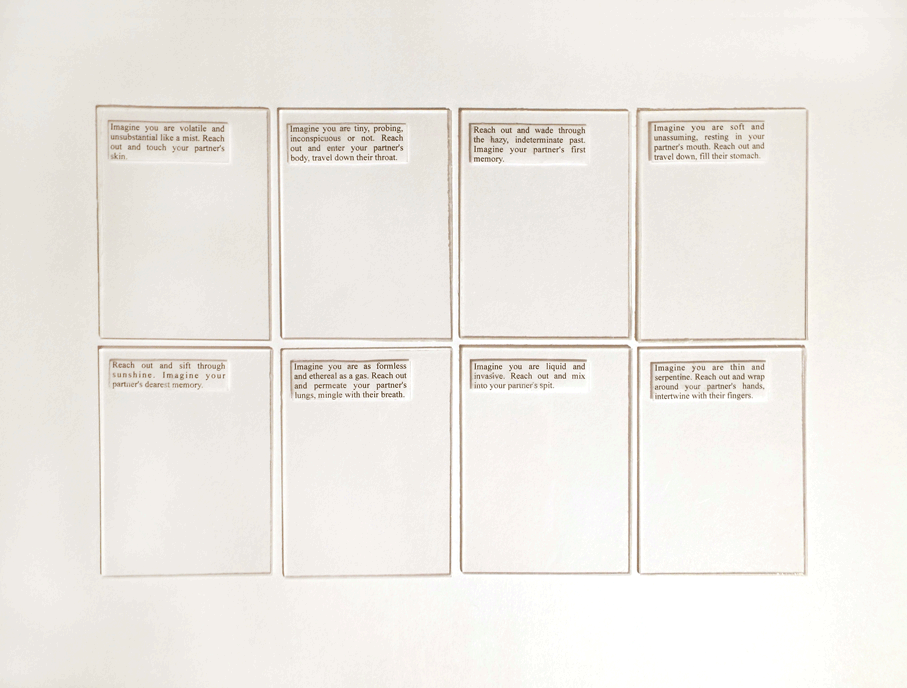 Imagine you are volatile and
unsubstantial like a mist. Reach
out and touch your partner's
skin.
Imagine you are tiny, probing,
inconspicuous or not. Reach
out and enter your partner's
body, travel down their throat.
Reach out and wade through
the hazy, indeterminate past.
Imagine your partner's first
memory.
Imagine you are soft and
unassuming, resting in your
partner's mouth. Reach out and
travel down, fill their stomach.
Reach out and sift through
sunshine. Imagine your
partner's dearest memory.
Imagine you are as formless
and ethereal as a gas. Reach out
and permeate your partner's
lungs, mingle with their breath.
Imagine you are liquid and
invasive. Reach out and mix
into your partner's spit.
Imagine you are thin and
serpentine. Reach out and wrap
around your partner's hands,
intertwine with their fingers.